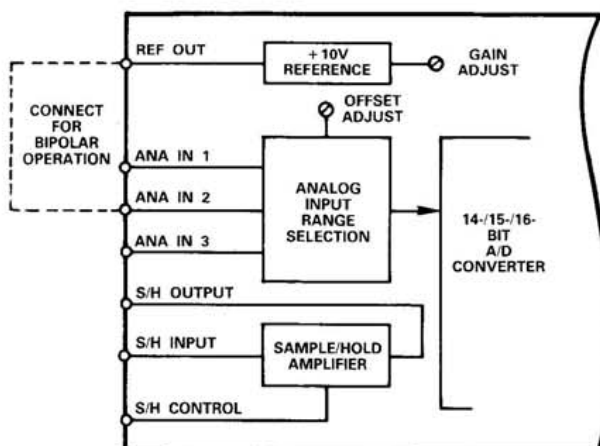 REF OUT
+10V
REFERENCE
GAIN
ADJUST
CONNECT
FOR
BIPOLAR
OPERATION
OFFSET
ADJUST
ANA IN 1
ANA IN 2
ANA IN 3
ANALOG
INPUT
RANGE
SELECTION
14-/15-/16-
BIT
A/D
CONVERTER
S/H OUTPUT
S/H INPUT
SAMPLE/HOLD
AMPLIFIER
S/H CONTROL